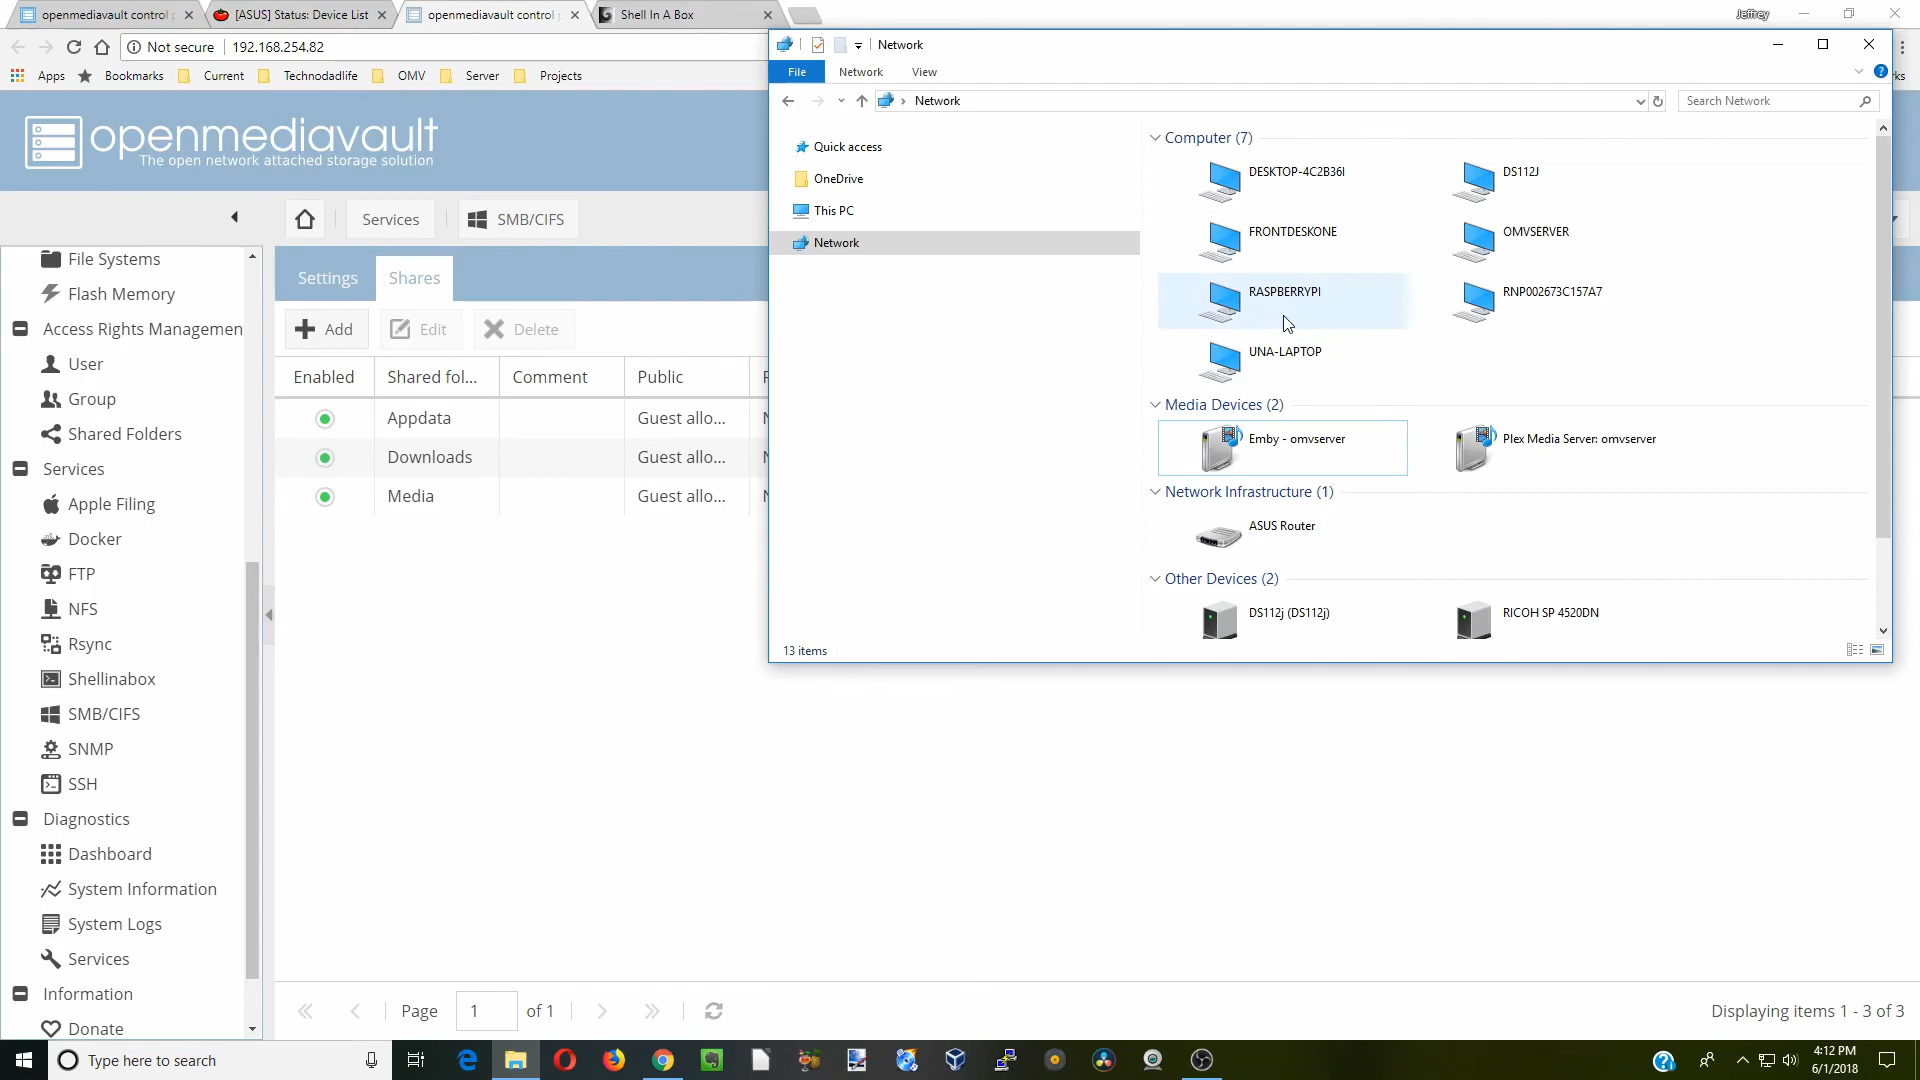 openmediavault control p
[ASUS] Status: Device List
openmediavault control p
Shell In A Box
Jeffrey
Not secure
192.168.254.82
Apps
Bookmarks
Current
Technodadlife
OMV
Server
Projects
openmediavault
The open network attached storage solution
Services
SMB/CIFS
File Systems
Flash Memory
Access Rights Managemen
User
Group
Shared Folders
Services
Apple Filing
Docker
FTP
NFS
Rsync
Shellinabox
SMB/CIFS
SNMP
SSH
Diagnostics
Dashboard
System Information
System Logs
Services
Information
Donate
Settings
Shares
Add
Edit
Delete
Enabled
Shared fol...
Comment
Public
Appdata
Guest allo...
Downloads
Guest allo...
Media
Guest allo...
Page
1
of 1
Displaying items 1 - 3 of 3
Network
File
Network
View
Network
Search Network
Quick access
OneDrive
This PC
Network
Computer (7)
DESKTOP-4C2B36I
DS112J
FRONTDESKONE
OMVSERVER
RASPBERRYPI
RNP002673C157A7
UNA-LAPTOP
Media Devices (2)
Emby - omvserver
Plex Media Server: omvserver
Network Infrastructure (1)
ASUS Router
Other Devices (2)
DS112j (DS112j)
RICOH SP 4520DN
13 items
Type here to search
4:12 PM
6/1/2018